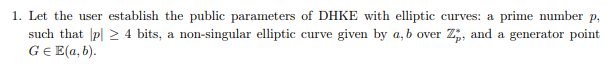 1. Let the user establish the public parameters of DHKE with elliptic curves: a prime number p,
such that |p| ≥ 4 bits, a non-singular elliptic curve given by a, b over ℤ*ₚ, and a generator point
G ∈ 𝔼(a, b).